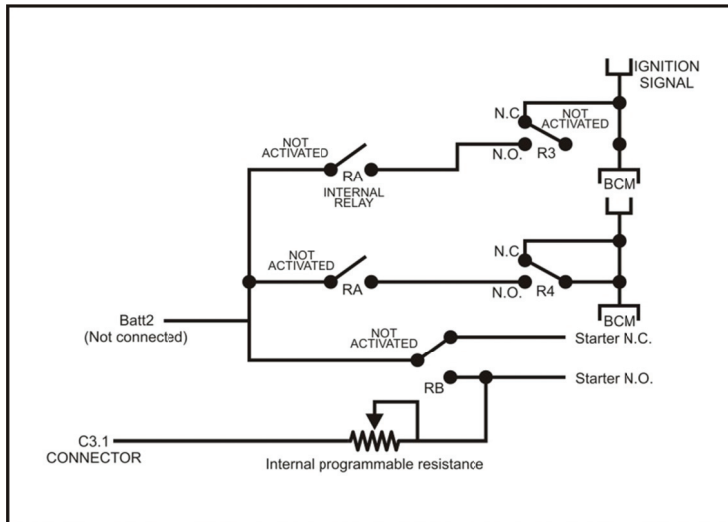 IGNITION
SIGNAL
N.C.
NOT
ACTIVATED
N.O.
R3
NOT
ACTIVATED
RA
INTERNAL
RELAY
BCM
N.C.
NOT
ACTIVATED
RA
N.O.
R4
BCM
Batt2
(Not connected)
NOT
ACTIVATED
Starter N.C.
RB
Starter N.O.
C3.1
CONNECTOR
Internal programmable resistance